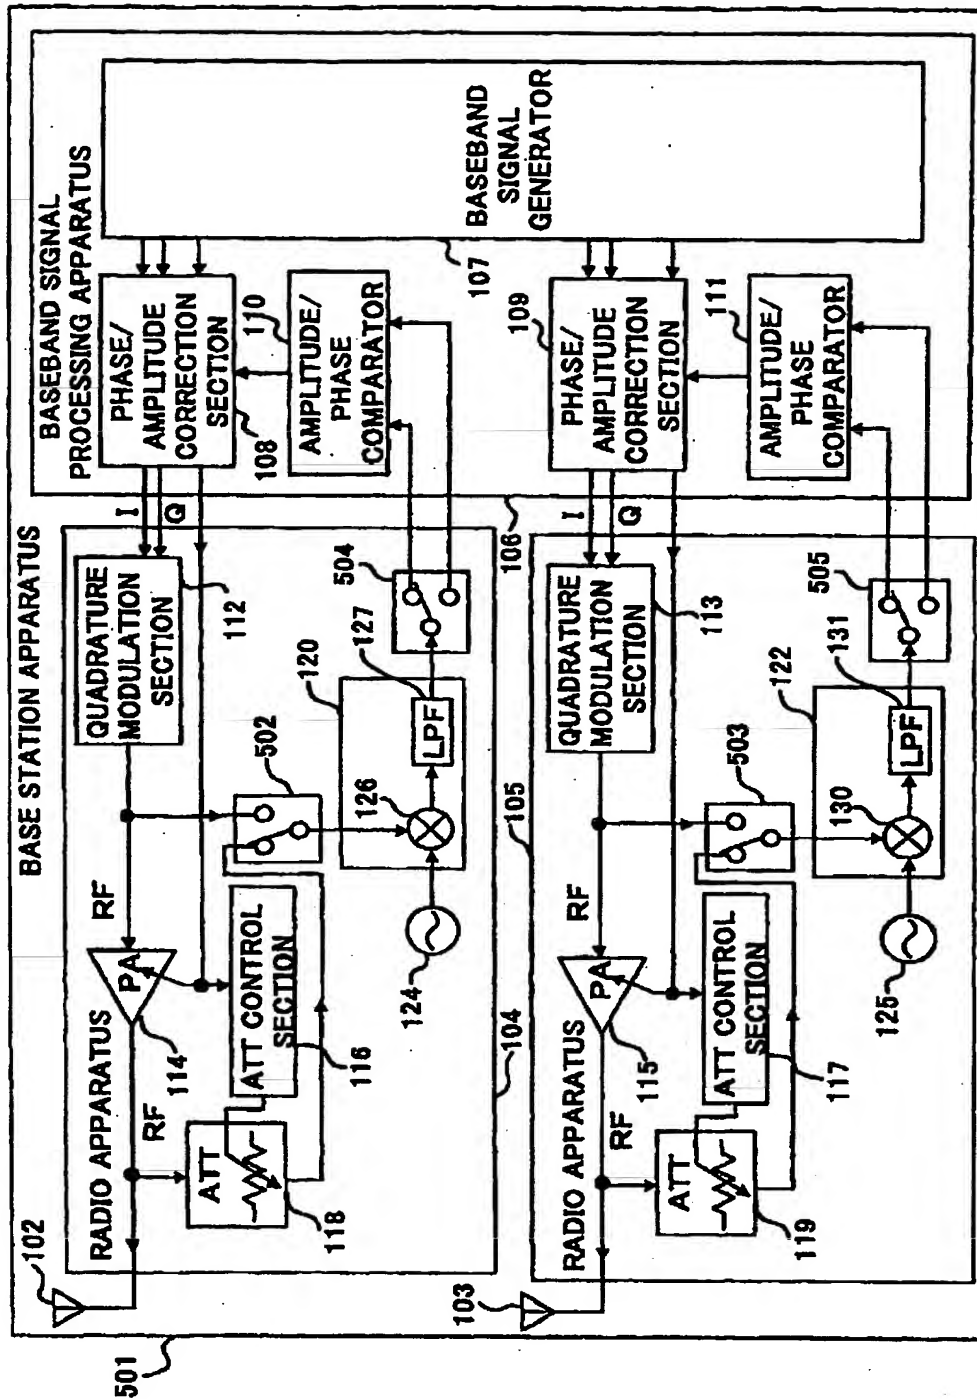 501
BASE STATION APPARATUS
102
RADIO APPARATUS
RF
PA
114
RF
ATT
118
ATT CONTROL
SECTION
116
104
QUADRATURE
MODULATION
SECTION
112
502
120
126
127
LPF
124
504
I
Q
106
BASEBAND SIGNAL
PROCESSING APPARATUS
PHASE/
AMPLITUDE
CORRECTION
SECTION
108
110
AMPLITUDE/
PHASE
COMPARATOR
107
BASEBAND
SIGNAL
GENERATOR
103
RADIO APPARATUS
RF
PA
115
RF
ATT
119
ATT CONTROL
SECTION
117
105
QUADRATURE
MODULATION
SECTION
113
503
122
130
131
LPF
125
505
I
Q
109
PHASE/
AMPLITUDE
CORRECTION
SECTION
111
AMPLITUDE/
PHASE
COMPARATOR